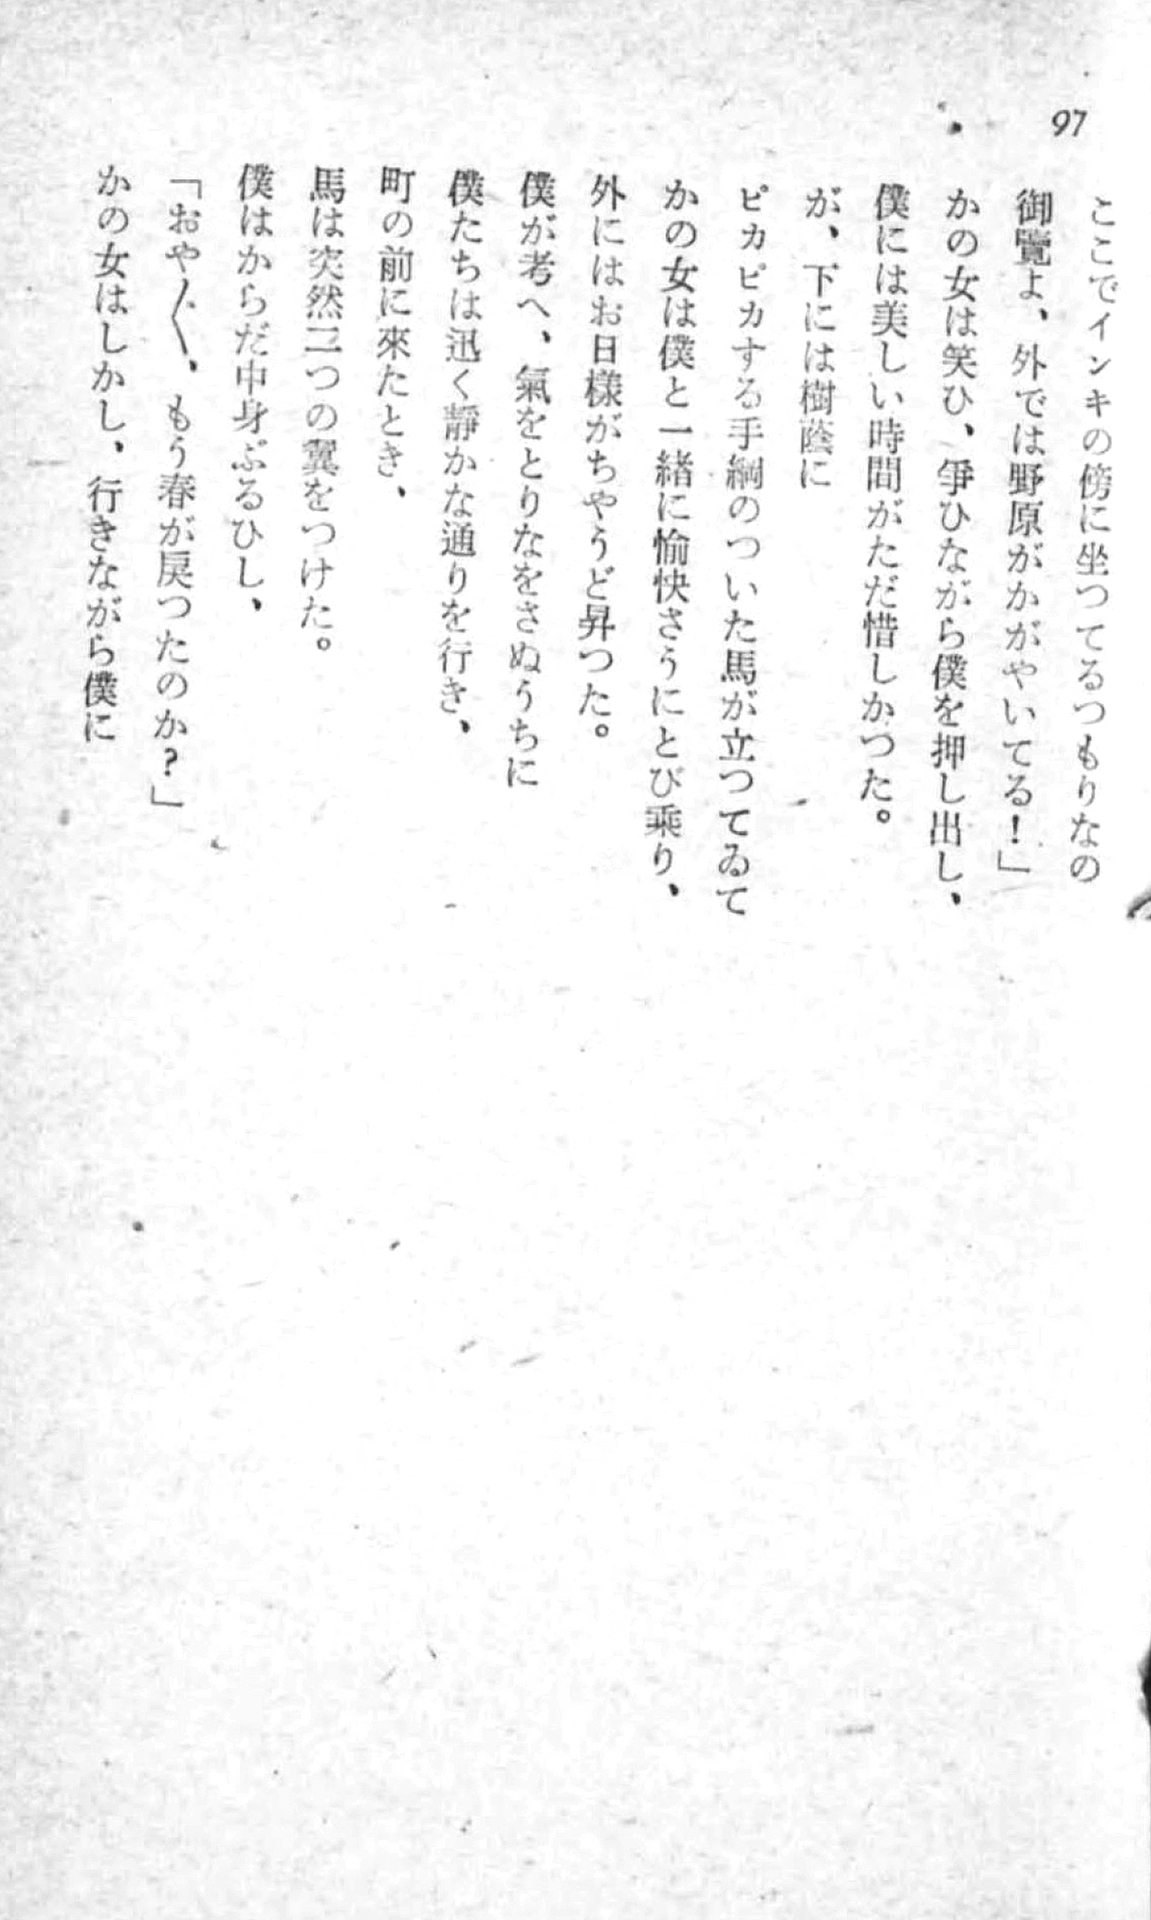 97
ここでインキの傍に坐つてるつもりなの
御覽よ、外では野原がかがやいてる!」
かの女は笑ひ、爭ひながら僕を押し出し、
僕には美しい時間がただ惜しかつた。
が、下には樹蔭に
ピカピカする手綱のついた馬が立つてゐて
かの女は僕と一緒に愉快さうにとび乘り、
外にはお日樣がちやうど昇つた。
僕が考へ、氣をとりなをさぬうちに
僕たちは迅く靜かな通りを行き、
町の前に來たとき、
馬は突然二つの翼をつけた。
僕はからだ中身ぶるひし、
「おや〳〵、もう春が戻つたのか?」
かの女はしかし、行きながら僕に